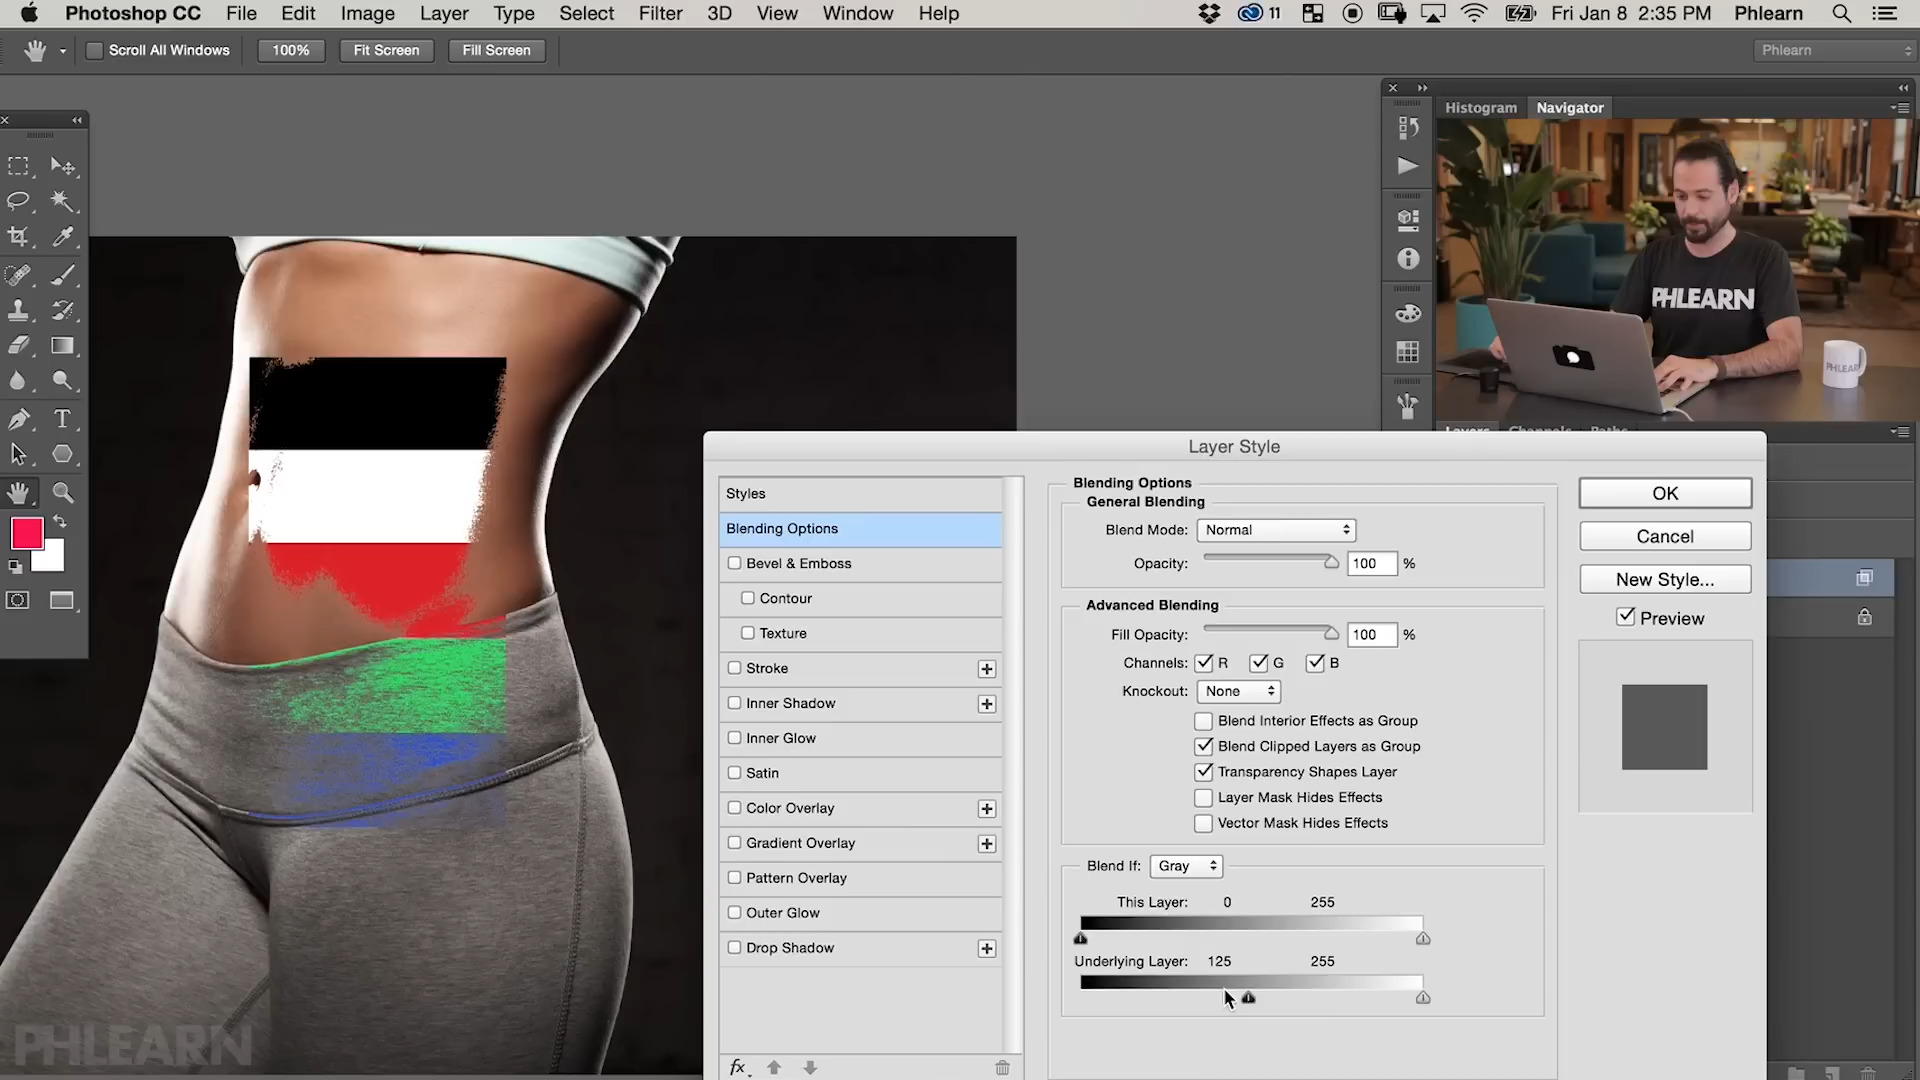 Photoshop CC File Edit Image Layer Type Select Filter 3D View Window Help 11 Fri Jan 8 2:35 PM Phlearn
Scroll All Windows 100% Fit Screen Fill Screen Phlearn
Histogram Navigator
PHLEARN
PHLEARN
Layers Channels Paths
Layer Style
Styles
Blending Options
Bevel & Emboss
Contour
Texture
Stroke
Inner Shadow
Inner Glow
Satin
Color Overlay
Gradient Overlay
Pattern Overlay
Outer Glow
Drop Shadow
fx
Blending Options
General Blending
Blend Mode: Normal
Opacity: 100 %
Advanced Blending
Fill Opacity: 100 %
Channels: R G B
Knockout: None
Blend Interior Effects as Group
Blend Clipped Layers as Group
Transparency Shapes Layer
Layer Mask Hides Effects
Vector Mask Hides Effects
Blend If: Gray
This Layer: 0 255
Underlying Layer: 125 255
OK
Cancel
New Style...
Preview
PHLEARN